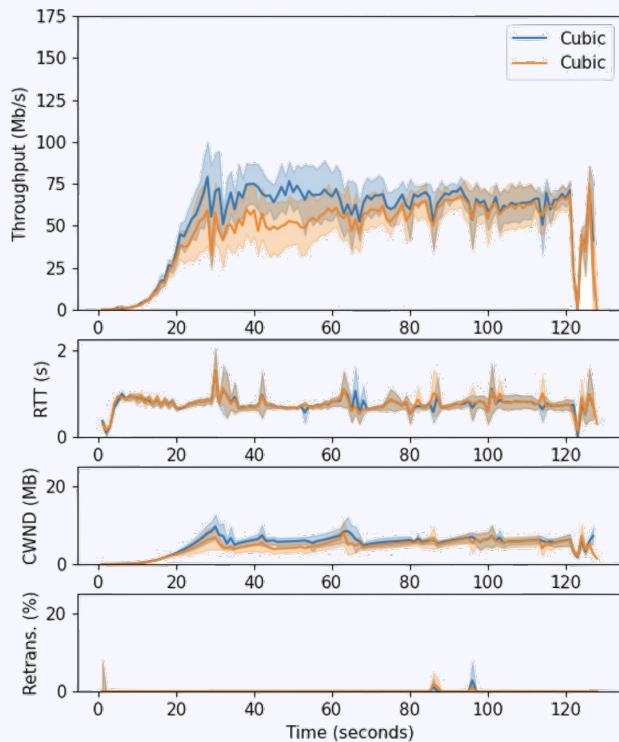 175
150
125
100
75
50
25
0
Throughput (Mb/s)
Cubic
Cubic
0 20 40 60 80 100 120
2
0
RTT (s)
0 20 40 60 80 100 120
20
0
CWND (MB)
0 20 40 60 80 100 120
20
0
Retrans. (%)
0 20 40 60 80 100 120
Time (seconds)